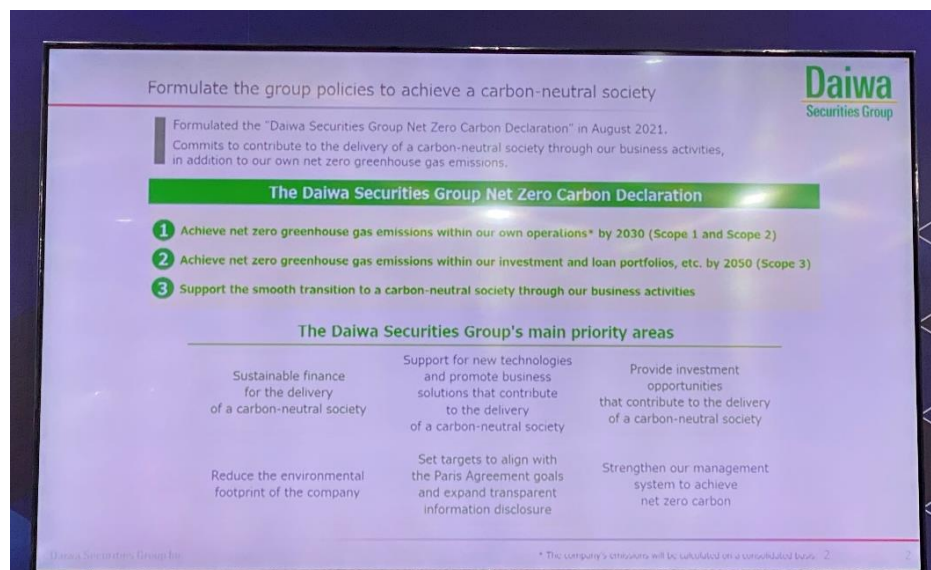 Formulate the group policies to achieve a carbon-neutral society
Daiwa
Securities Group
Formulated the "Daiwa Securities Group Net Zero Carbon Declaration" in August 2021.
Commits to contribute to the delivery of a carbon-neutral society through our business activities,
in addition to our own net zero greenhouse gas emissions.
The Daiwa Securities Group Net Zero Carbon Declaration
1 Achieve net zero greenhouse gas emissions within our own operations* by 2030 (Scope 1 and Scope 2)
2 Achieve net zero greenhouse gas emissions within our investment and loan portfolios, etc. by 2050 (Scope 3)
3 Support the smooth transition to a carbon-neutral society through our business activities
The Daiwa Securities Group's main priority areas
Sustainable finance
for the delivery
of a carbon-neutral society
Support for new technologies
and promote business
solutions that contribute
to the delivery
of a carbon-neutral society
Provide investment
opportunities
that contribute to the delivery
of a carbon-neutral society
Reduce the environmental
footprint of the company
Set targets to align with
the Paris Agreement goals
and expand transparent
information disclosure
Strengthen our management
system to achieve
net zero carbon
Daiwa Securities Group Inc.
* The company's emissions will be calculated on a consolidated basis 2
2